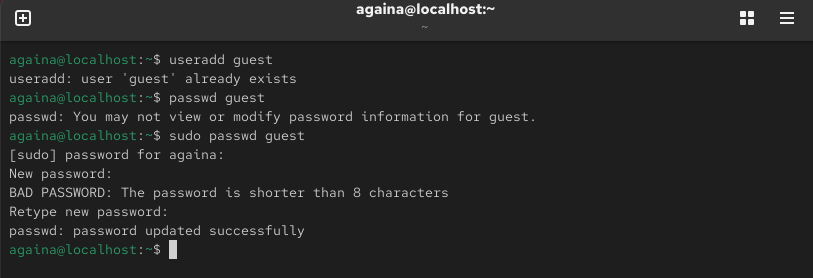 againa@localhost:~
~
againa@localhost:~$ useradd guest
useradd: user 'guest' already exists
againa@localhost:~$ passwd guest
passwd: You may not view or modify password information for guest.
againa@localhost:~$ sudo passwd guest
[sudo] password for againa:
New password:
BAD PASSWORD: The password is shorter than 8 characters
Retype new password:
passwd: password updated successfully
againa@localhost:~$